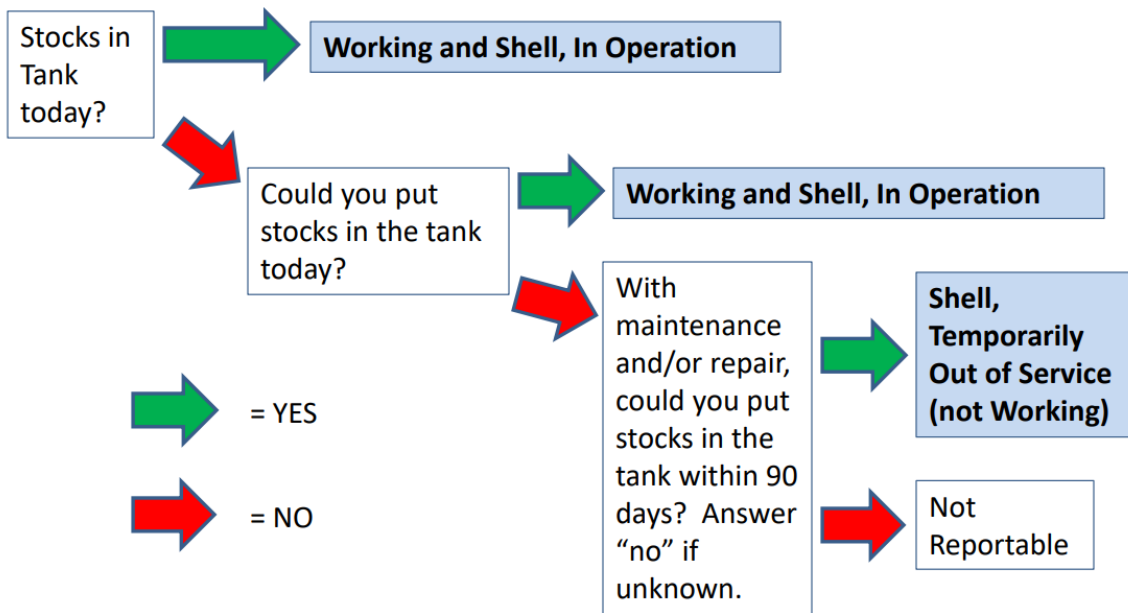 Stocks in
Tank
today?
Working and Shell, In Operation
Could you put
stocks in the tank
today?
Working and Shell, In Operation
With
maintenance
and/or repair,
could you put
stocks in the
tank within 90
days?  Answer
“no” if
unknown.
Shell,
Temporarily
Out of Service
(not Working)
Not
Reportable
= YES
= NO